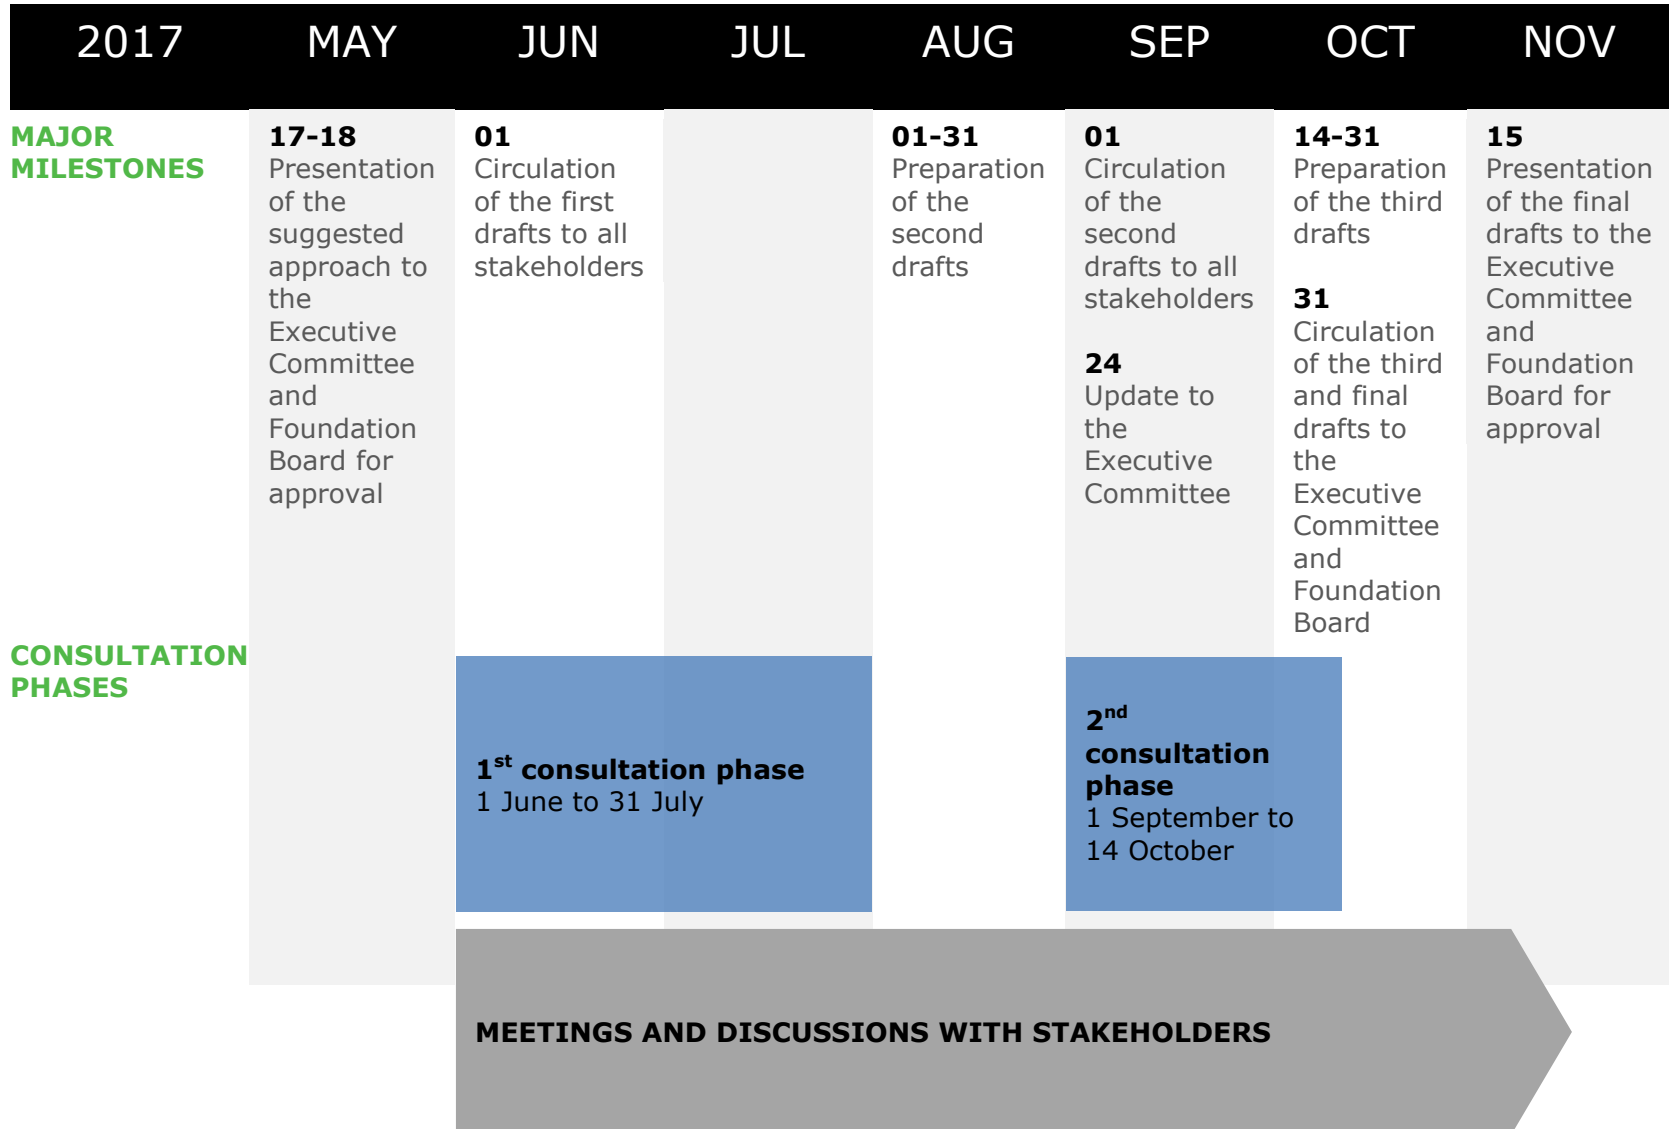 2017 MAY JUN JUL AUG SEP OCT NOV
MAJOR
MILESTONES
17-18
Presentation
of the
suggested
approach to
the
Executive
Committee
and
Foundation
Board for
approval
01
Circulation
of the first
drafts to all
stakeholders
01-31
Preparation
of the
second
drafts
01
Circulation
of the
second
drafts to all
stakeholders
24
Update to
the
Executive
Committee
14-31
Preparation
of the third
drafts
31
Circulation
of the third
and final
drafts to
the
Executive
Committee
and
Foundation
Board
15
Presentation
of the final
drafts to the
Executive
Committee
and
Foundation
Board for
approval
CONSULTATION
PHASES
1st consultation phase
1 June to 31 July
2nd
consultation
phase
1 September to
14 October
MEETINGS AND DISCUSSIONS WITH STAKEHOLDERS